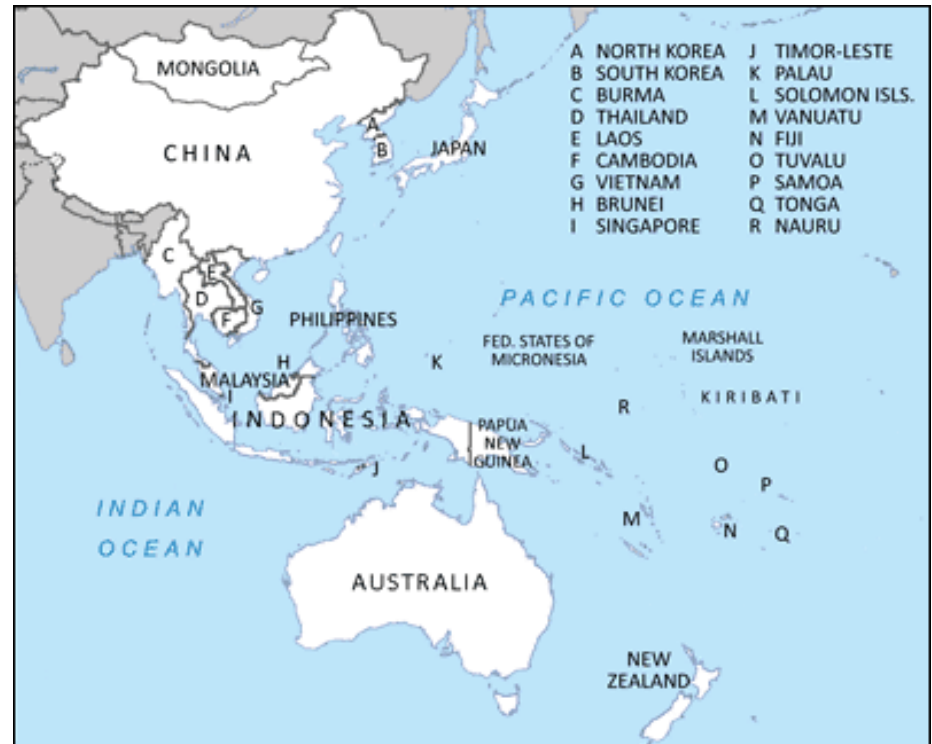 A NORTH KOREA
B SOUTH KOREA
C BURMA
D THAILAND
E LAOS
F CAMBODIA
G VIETNAM
H BRUNEI
I SINGAPORE
J TIMOR-LESTE
K PALAU
L SOLOMON ISLS.
M VANUATU
N FIJI
O TUVALU
P SAMOA
Q TONGA
R NAURU
MONGOLIA
CHINA
A
B
JAPAN
C
E
D
G
F
PHILIPPINES
PACIFIC OCEAN
FED. STATES OF
MICRONESIA
MARSHALL
ISLANDS
H
K
MALAYSIA
I
KIRIBATI
R
INDONESIA
PAPUA
NEW
GUINEA
L
J
O
P
INDIAN
OCEAN
M
N
Q
AUSTRALIA
NEW
ZEALAND